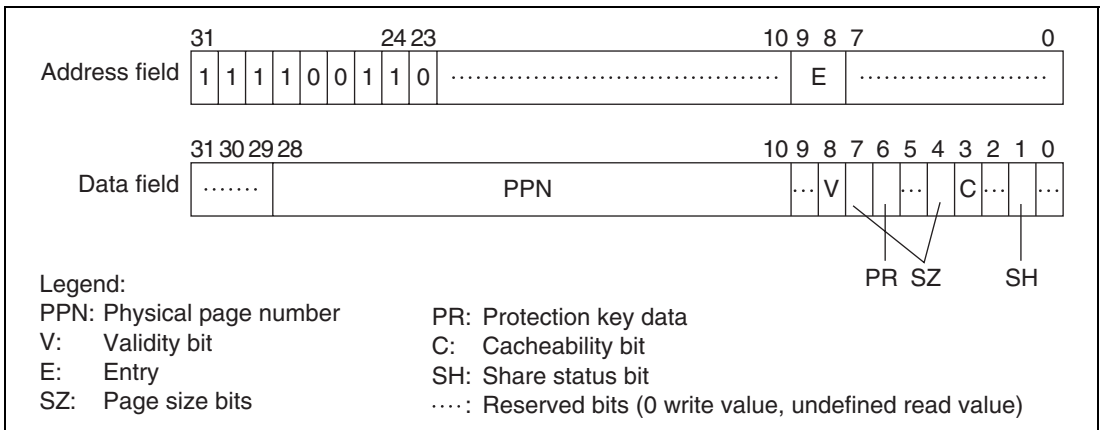 31 24 23 10 9 8 7 0
Address field 1 1 1 1 0 0 1 1 0 ······································ E ······················
31 30 29 28 10 9 8 7 6 5 4 3 2 1 0
Data field ······· PPN ··· V ··· C ··· ···
PR SZ SH
Legend:
PPN: Physical page number
V: Validity bit
E: Entry
SZ: Page size bits
PR: Protection key data
C: Cacheability bit
SH: Share status bit
····: Reserved bits (0 write value, undefined read value)